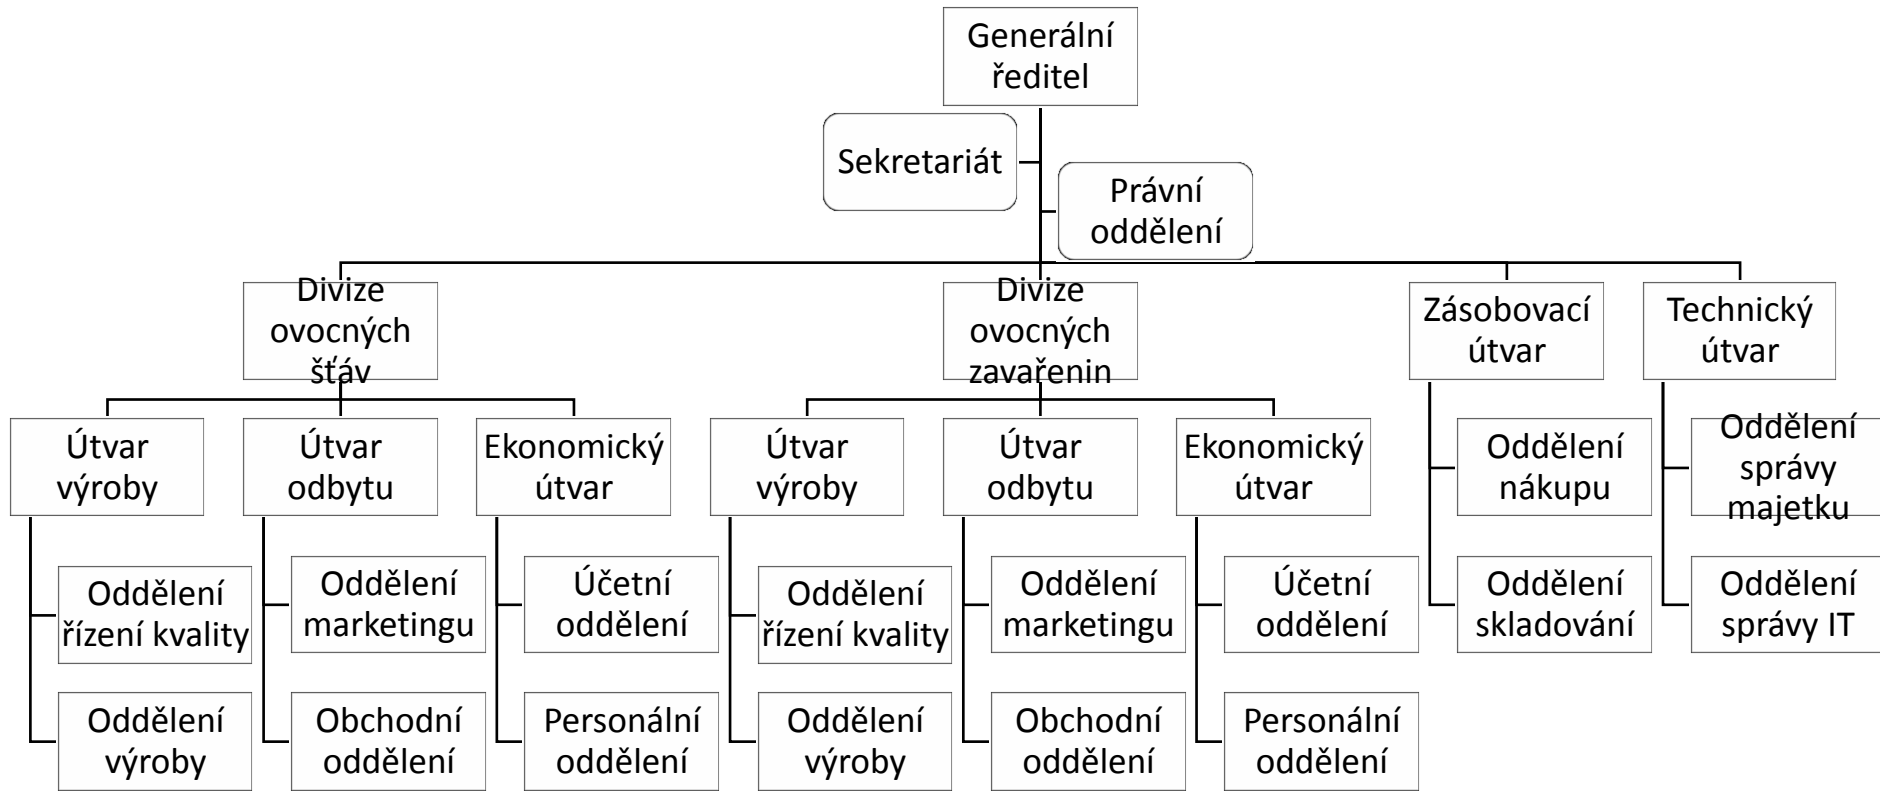 Generální
ředitel
Sekretariát
Právní
oddělení
Divize
ovocných
šťáv
Divize
ovocných
zavařenin
Zásobovací
útvar
Technický
útvar
Útvar
výroby
Útvar
odbytu
Ekonomický
útvar
Útvar
výroby
Útvar
odbytu
Ekonomický
útvar
Oddělení
nákupu
Oddělení
správy
majetku
Oddělení
řízení kvality
Oddělení
marketingu
Účetní
oddělení
Oddělení
řízení kvality
Oddělení
marketingu
Účetní
oddělení
Oddělení
skladování
Oddělení
správy IT
Oddělení
výroby
Obchodní
oddělení
Personální
oddělení
Oddělení
výroby
Obchodní
oddělení
Personální
oddělení